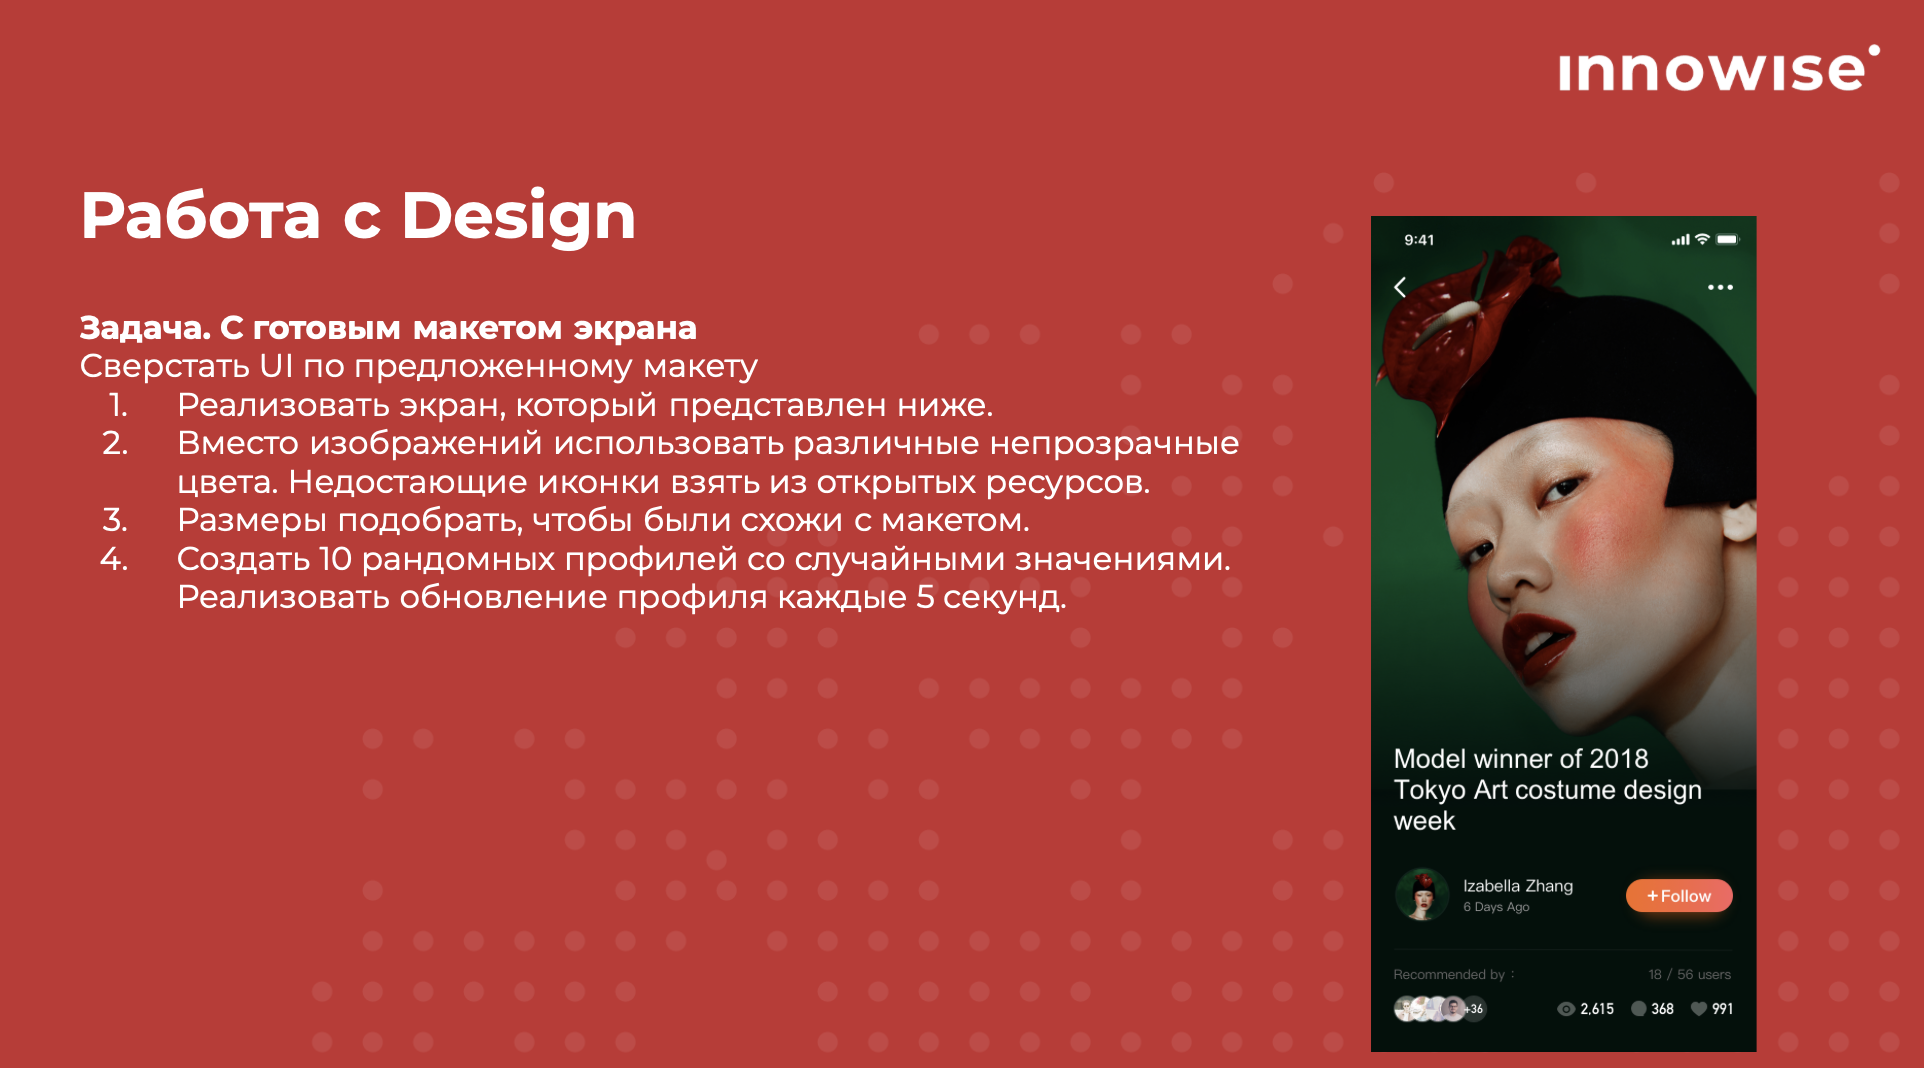 innowise
Работа с Design
Задача. С готовым макетом экрана
Сверстать UI по предложенному макету
1. Реализовать экран, который представлен ниже.
2. Вместо изображений использовать различные непрозрачные
цвета. Недостающие иконки взять из открытых ресурсов.
3. Размеры подобрать, чтобы были схожи с макетом.
4. Создать 10 рандомных профилей со случайными значениями.
Реализовать обновление профиля каждые 5 секунд.
9:41
Model winner of 2018
Tokyo Art costume design
week
Izabella Zhang
6 Days Ago
+Follow
Recommended by :
18 / 56 users
+36
2,615
368
991